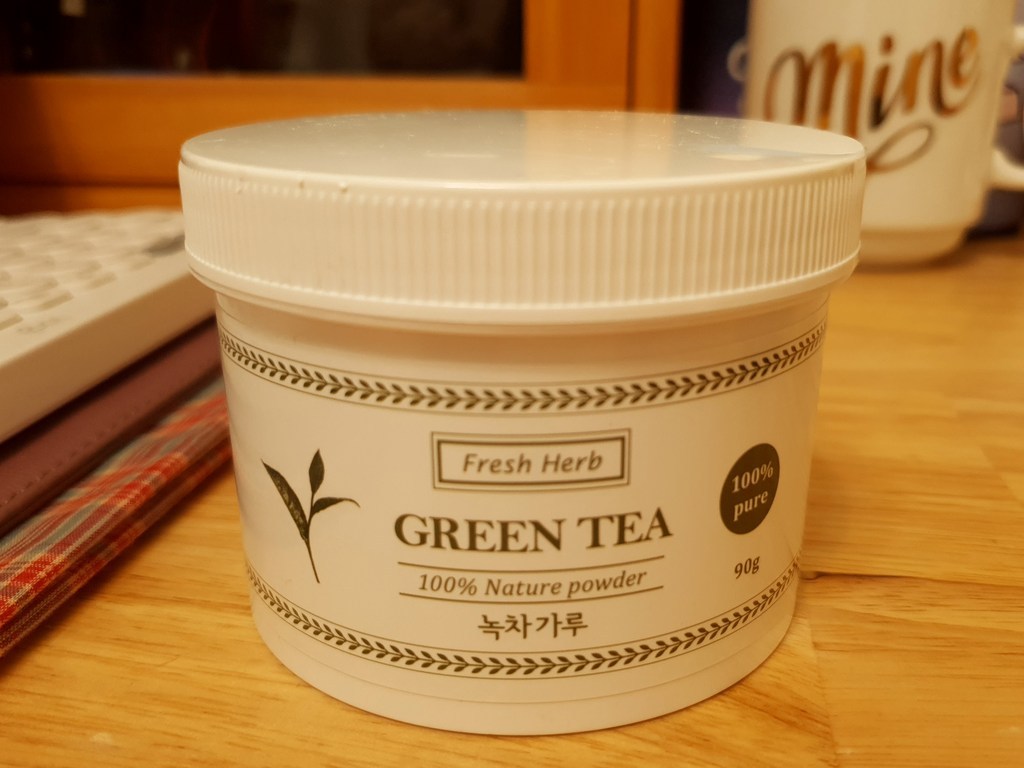 Mine
Fresh Herb
GREEN TEA
100% Nature powder
녹차가루
100%
pure
90g